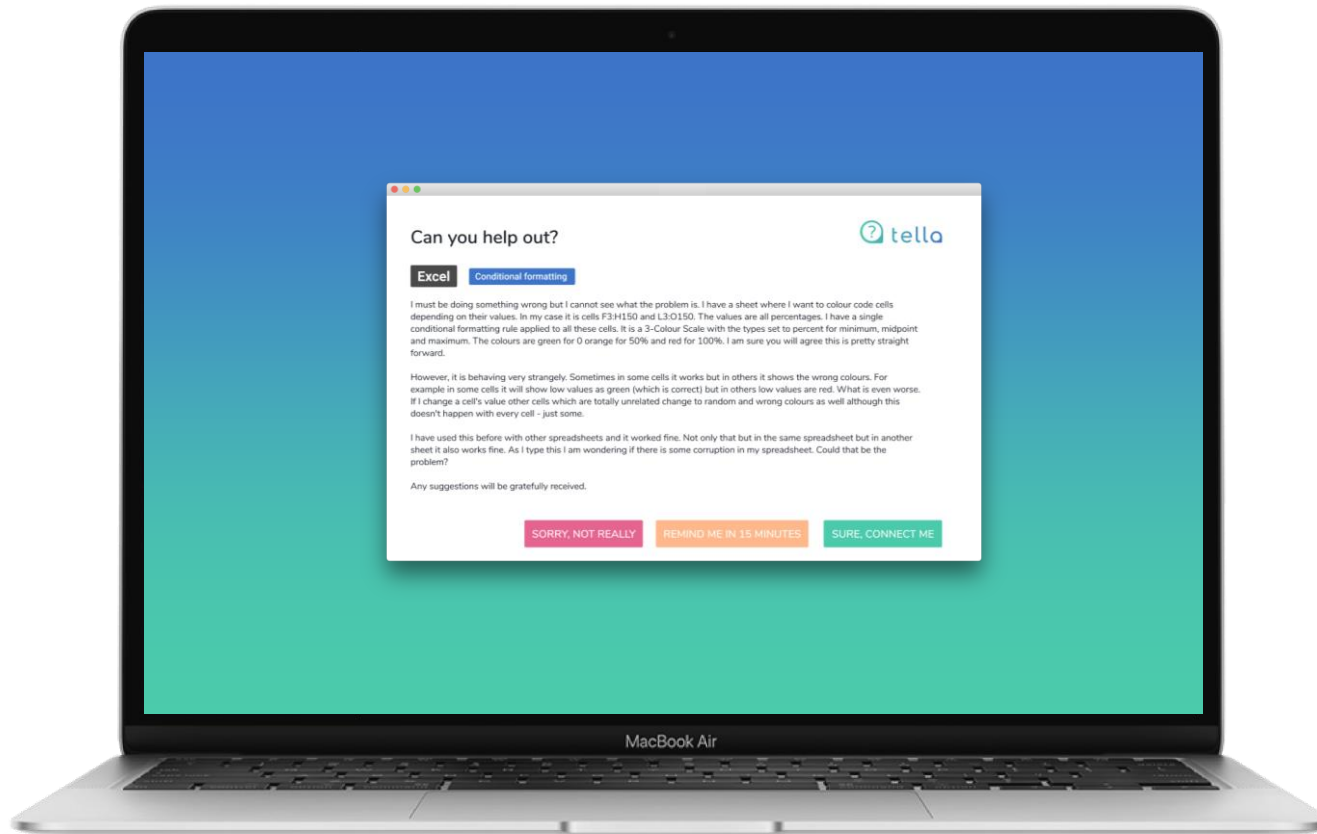 Can you help out?
tella
Excel
Conditional formatting
I must be doing something wrong but I cannot see what the problem is. I have a sheet where I want to colour code cells
depending on their values. In my case it is cells F3:H150 and L3:O150. The values are all percentages. I have a single
conditional formatting rule applied to all these cells. It is a 3-Colour Scale with the types set to percent for minimum, midpoint
and maximum. The colours are green for 0 orange for 50% and red for 100%. I am sure you will agree this is pretty straight
forward.
However, it is behaving very strangely. Sometimes in some cells it works but in others it shows the wrong colours. For
example in some cells it will show low values as green (which is correct) but in others low values are red. What is even worse.
If I change a cell's value other cells which are totally unrelated change to random and wrong colours as well although this
doesn't happen with every cell - just some.
I have used this before with other spreadsheets and it worked fine. Not only that but in the same spreadsheet but in another
sheet it also works fine. As I type this I am wondering if there is some corruption in my spreadsheet. Could that be the
problem?
Any suggestions will be gratefully received.
SORRY, NOT REALLY
REMIND ME IN 15 MINUTES
SURE, CONNECT ME
MacBook Air